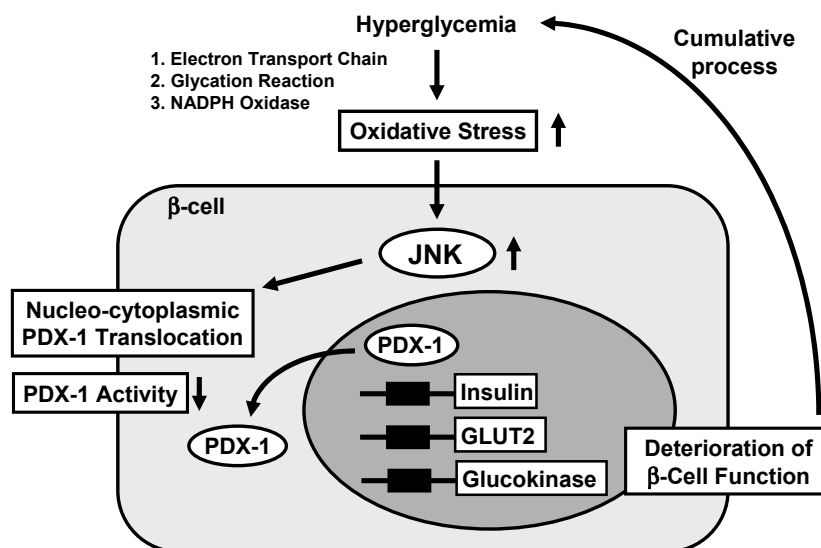 Hyperglycemia
Cumulative
process
1. Electron Transport Chain
2. Glycation Reaction
3. NADPH Oxidase
Oxidative Stress
β-cell
JNK
Nucleo-cytoplasmic
PDX-1 Translocation
PDX-1
PDX-1 Activity
Insulin
PDX-1
GLUT2
Glucokinase
Deterioration of
β-Cell Function